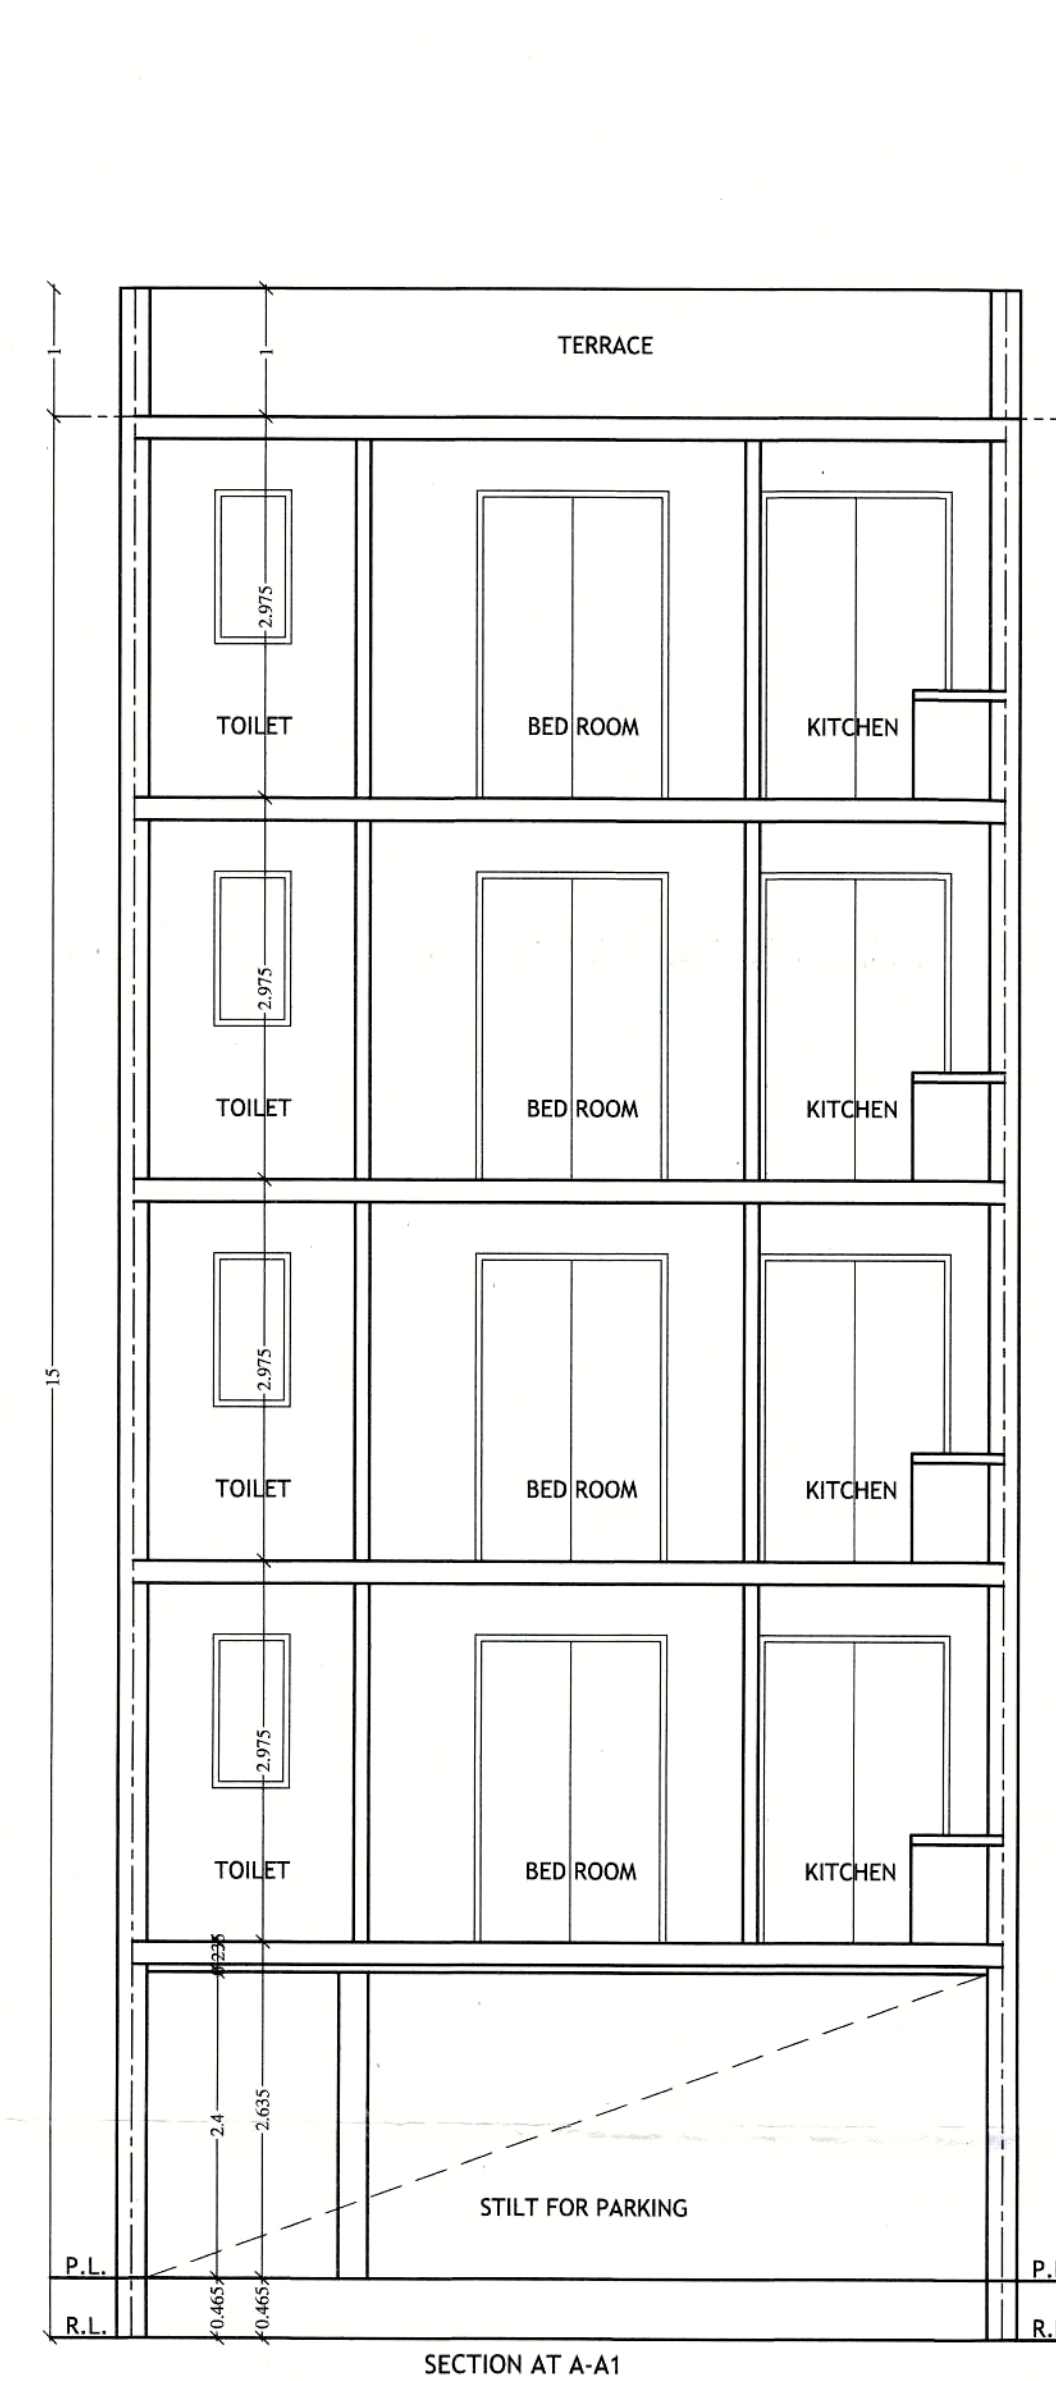 1
1
TERRACE
2.975
TOILET
BED ROOM
KITCHEN
2.975
TOILET
BED ROOM
KITCHEN
15
2.975
TOILET
BED ROOM
KITCHEN
2.975
TOILET
BED ROOM
KITCHEN
0.235
2.4
2.635
STILT FOR PARKING
P.L.
R.L.
0.465
0.465
SECTION AT A-A1